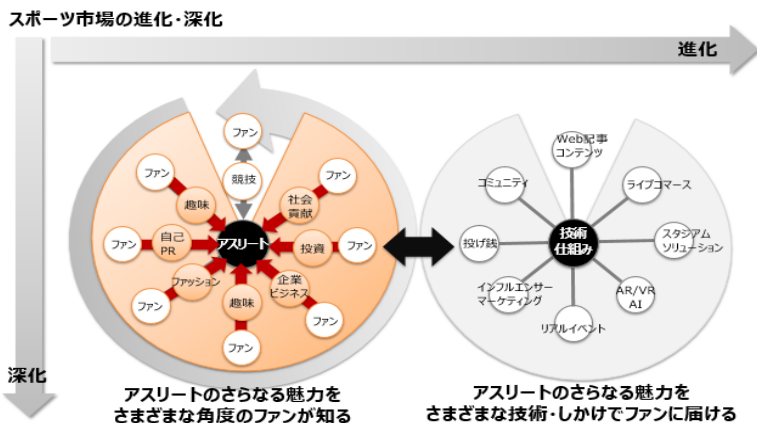 スポーツ市場の進化・深化
進化
ファン
競技
ファン
趣味
社会
貢献
ファン
ファン
自己
PR
アスリート
投資
ファン
ファッション
ファン
趣味
ファン
企業
ビジネス
ファン
Web記事
コンテンツ
コミュニティ
ライブコマース
投げ銭
技術
仕組み
スタジアム
ソリューション
インフルエンサー
マーケティング
リアルイベント
AR/VR
AI
深化
アスリートのさらなる魅力を
さまざまな角度のファンが知る
アスリートのさらなる魅力を
さまざまな技術・しかけでファンに届ける